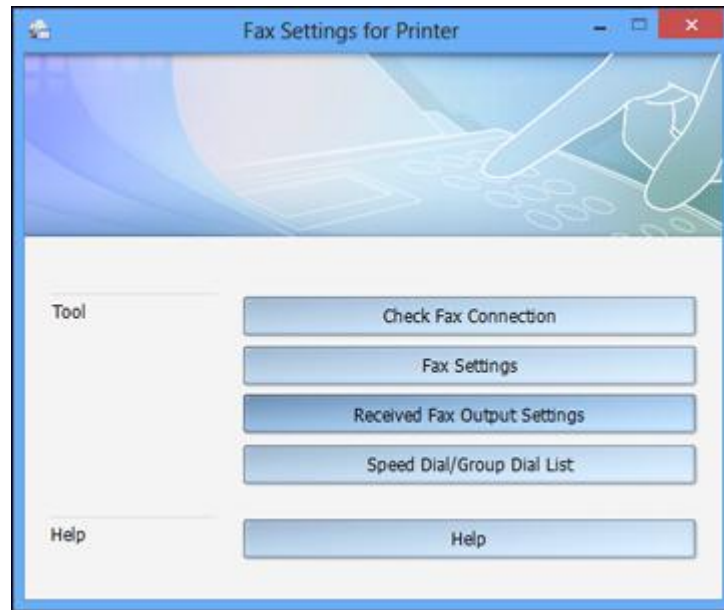 Fax Settings for Printer
Tool
Check Fax Connection
Fax Settings
Received Fax Output Settings
Speed Dial/Group Dial List
Help
Help